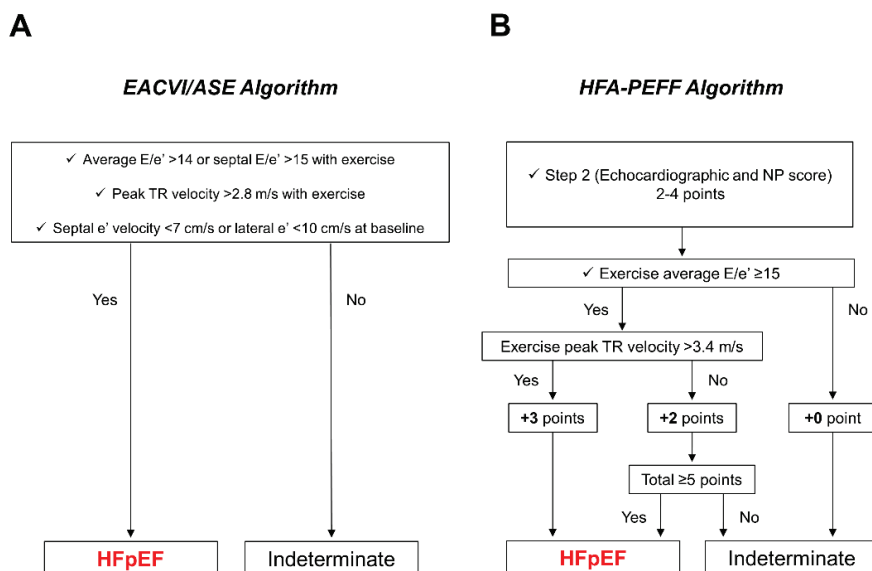 A
EACVI/ASE Algorithm
✓ Average E/e' >14 or septal E/e' >15 with exercise
✓ Peak TR velocity >2.8 m/s with exercise
✓ Septal e' velocity <7 cm/s or lateral e' <10 cm/s at baseline
Yes
No
HFpEF
Indeterminate
B
HFA-PEFF Algorithm
✓ Step 2 (Echocardiographic and NP score)
2-4 points
✓ Exercise average E/e' ≥15
Yes
No
Exercise peak TR velocity >3.4 m/s
Yes
No
+3 points
+2 points
+0 point
Total ≥5 points
Yes
No
HFpEF
Indeterminate